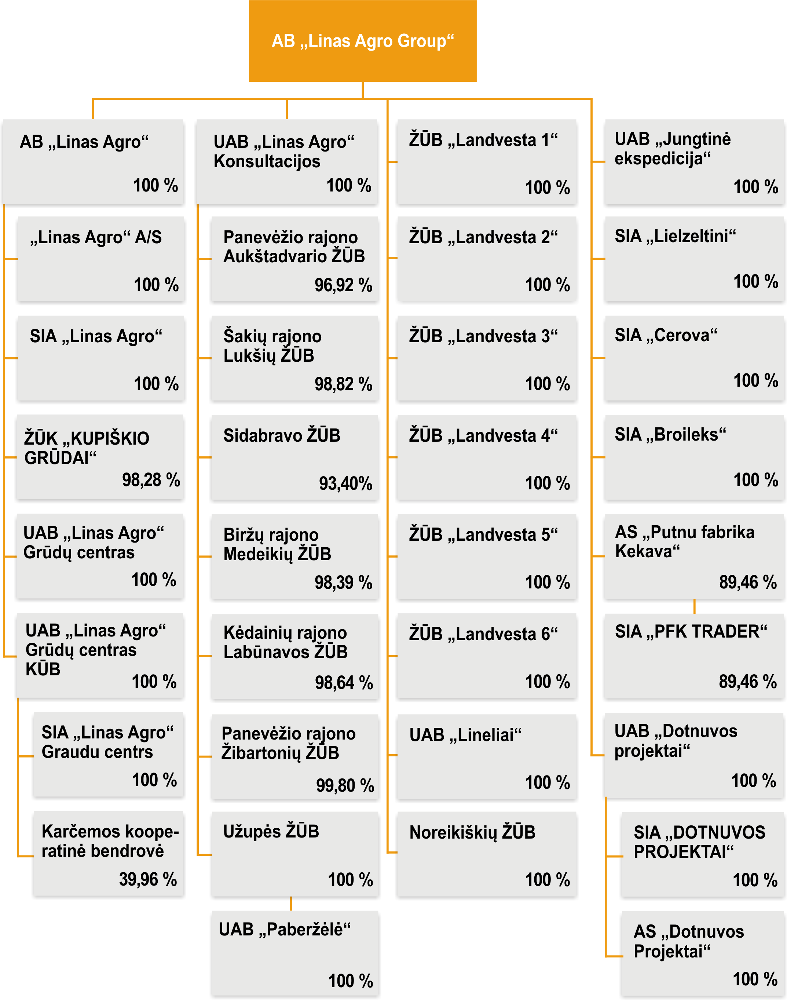 AB „Linas Agro Group“
AB „Linas Agro“
100 %
„Linas Agro“ A/S
100 %
SIA „Linas Agro“
100 %
ŽŪK „KUPIŠKIO
GRŪDAI“
98,28 %
UAB „Linas Agro“
Grūdų centras
100 %
UAB „Linas Agro“
Grūdų centras
KŪB
100 %
SIA „Linas Agro“
Graudu centrs
100 %
Karčemos koope-
ratinė bendrovė
39,96 %
UAB „Linas Agro“
Konsultacijos
100 %
Panevėžio rajono
Aukštadvario ŽŪB
96,92 %
Šakių rajono
Lukšių ŽŪB
98,82 %
Sidabravo ŽŪB
93,40%
Biržų rajono
Medeikių ŽŪB
98,39 %
Kėdainių rajono
Labūnavos ŽŪB
98,64 %
Panevėžio rajono
Žibartonių ŽŪB
99,80 %
Užupės ŽŪB
100 %
UAB „Paberžėlė“
100 %
ŽŪB „Landvesta 1“
100 %
ŽŪB „Landvesta 2“
100 %
ŽŪB „Landvesta 3“
100 %
ŽŪB „Landvesta 4“
100 %
ŽŪB „Landvesta 5“
100 %
ŽŪB „Landvesta 6“
100 %
UAB „Lineliai“
100 %
Noreikiškių ŽŪB
100 %
UAB „Jungtinė
ekspedicija“
100 %
SIA „Lielzeltini“
100 %
SIA „Cerova“
100 %
SIA „Broileks“
100 %
AS „Putnu fabrika
Kekava“
89,46 %
SIA „PFK TRADER“
89,46 %
UAB „Dotnuvos
projektai“
100 %
SIA „DOTNUVOS
PROJEKTAI“
100 %
AS „Dotnuvos
Projektai“
100 %